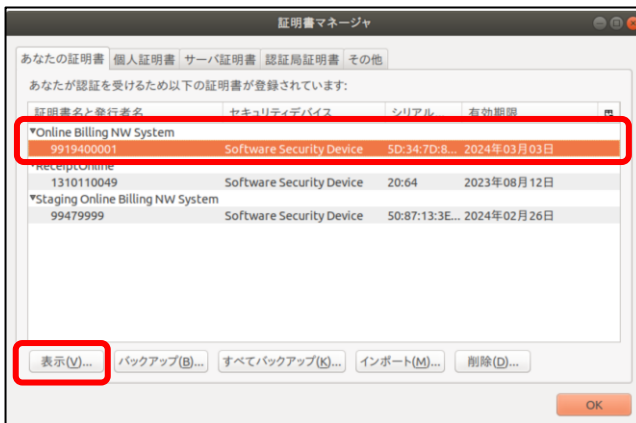 証明書マネージャ
あなたの証明書 個人証明書 サーバ証明書 認証局証明書 その他
あなたが認証を受けるため以下の証明書が登録されています:
証明書名と発行者名 セキュリティデバイス シリアル 有効期限
▼Online Billing NW System
9919400001 Software Security Device 5D:34:7D:8... 2024年03月03日
▼ReceiptOnline
1310110049 Software Security Device 20:64 2023年08月12日
▼Staging Online Billing NW System
99479999 Software Security Device 50:87:13:3E... 2024年02月26日
表示(V)... バックアップ(B)... すべてバックアップ(K)... インポート(M)... 削除(D)...
OK